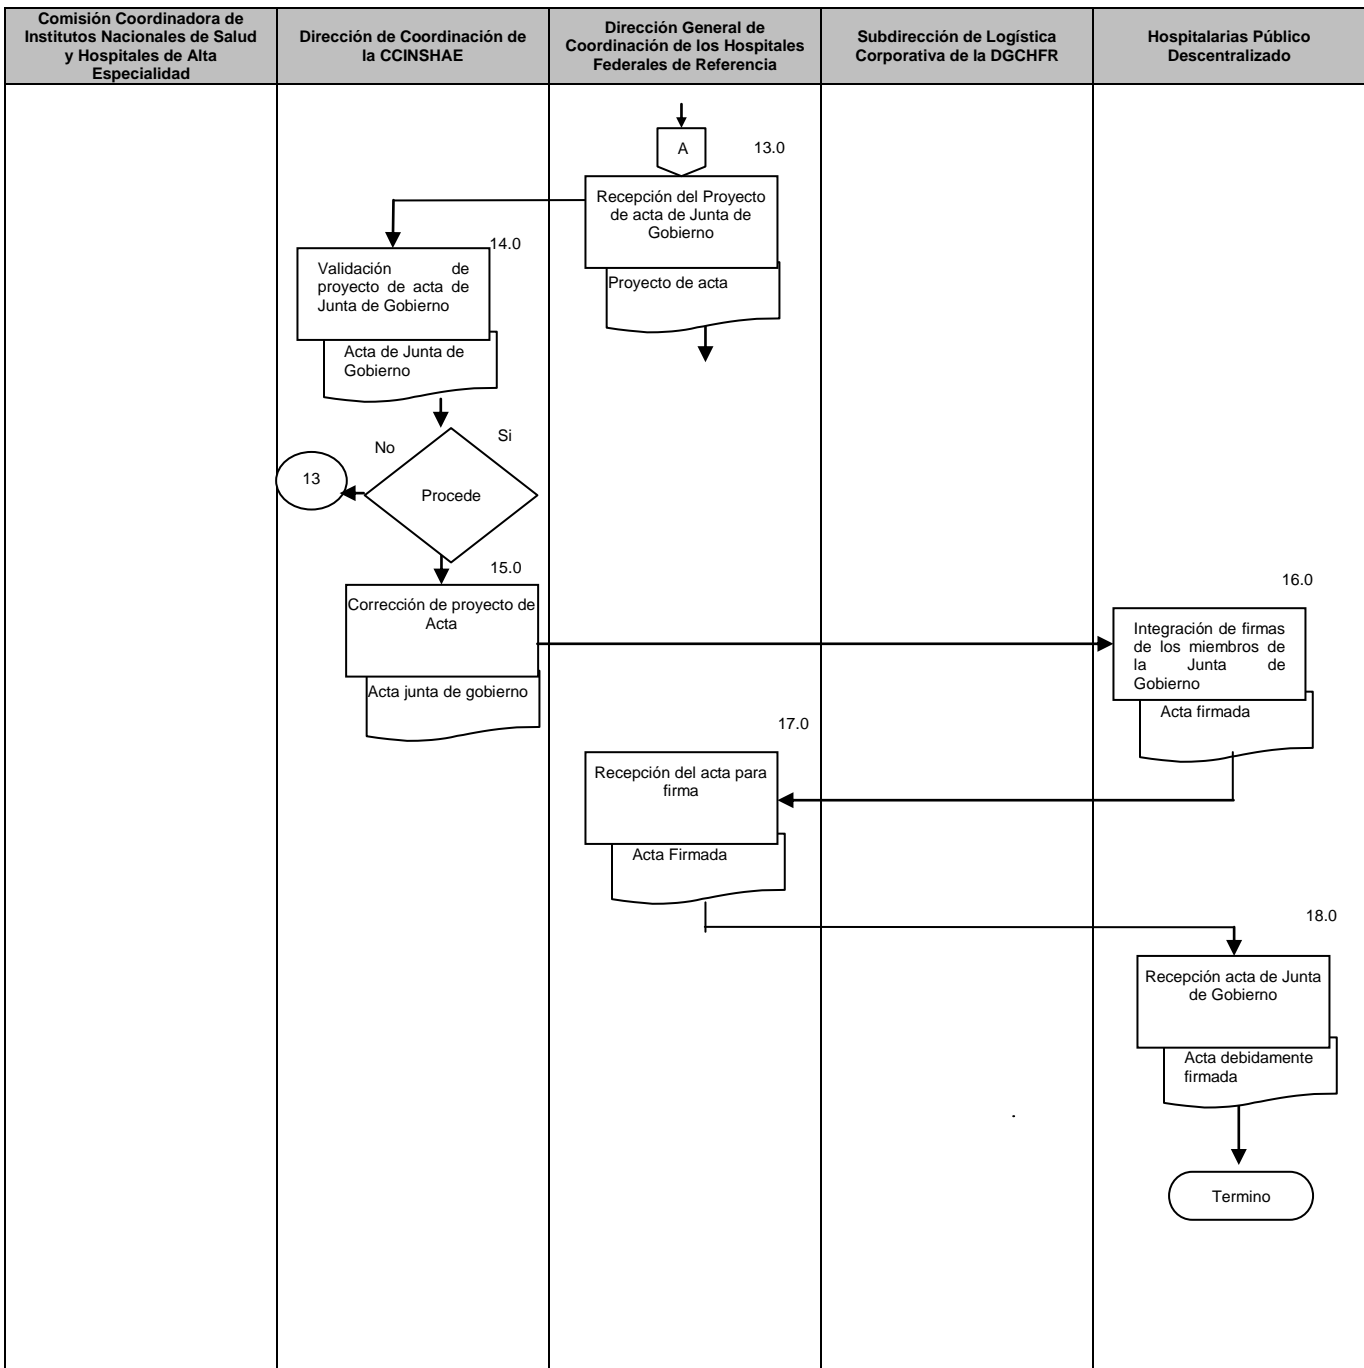 Comisión Coordinadora de
Institutos Nacionales de Salud
y Hospitales de Alta
Especialidad
Dirección de Coordinación de
la CCINSHAE
Dirección General de
Coordinación de los Hospitales
Federales de Referencia
Subdirección de Logística
Corporativa de la DGCHFR
Hospitalarias Público
Descentralizado
A
13.0
Recepción del Proyecto
de acta de Junta de
Gobierno
Proyecto de acta
14.0
Validación de
proyecto de acta de
Junta de Gobierno
Acta de Junta de
Gobierno
No
Si
13
Procede
15.0
Corrección de proyecto de
Acta
Acta junta de gobierno
16.0
Integración de firmas
de los miembros de
la Junta de
Gobierno
Acta firmada
17.0
Recepción del acta para
firma
Acta Firmada
18.0
Recepción acta de Junta
de Gobierno
Acta debidamente
firmada
.
Termino